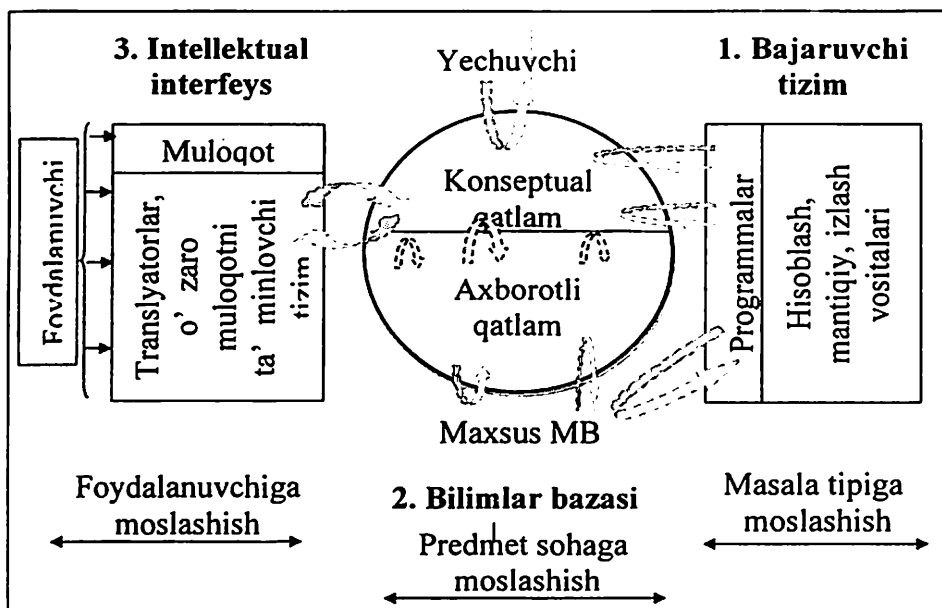 3. Intellektual
interfeys
Foydalanuvchi
Muloqot
Translyatorlar,
o' zaro
muloqotni
ta' minlovchi
tizim
Foydalanuvchiga
moslashish
Yechuvchi
Konseptual
qatlam
Axborotli
qatlam
Maxsus MB
2. Bilimlar bazasi
Predmet sohaga
moslashish
1. Bajaruvchi
tizim
Programmalar
Hisoblash,
mantiqiy, izlash
vositalari
Masala tipiga
moslashish